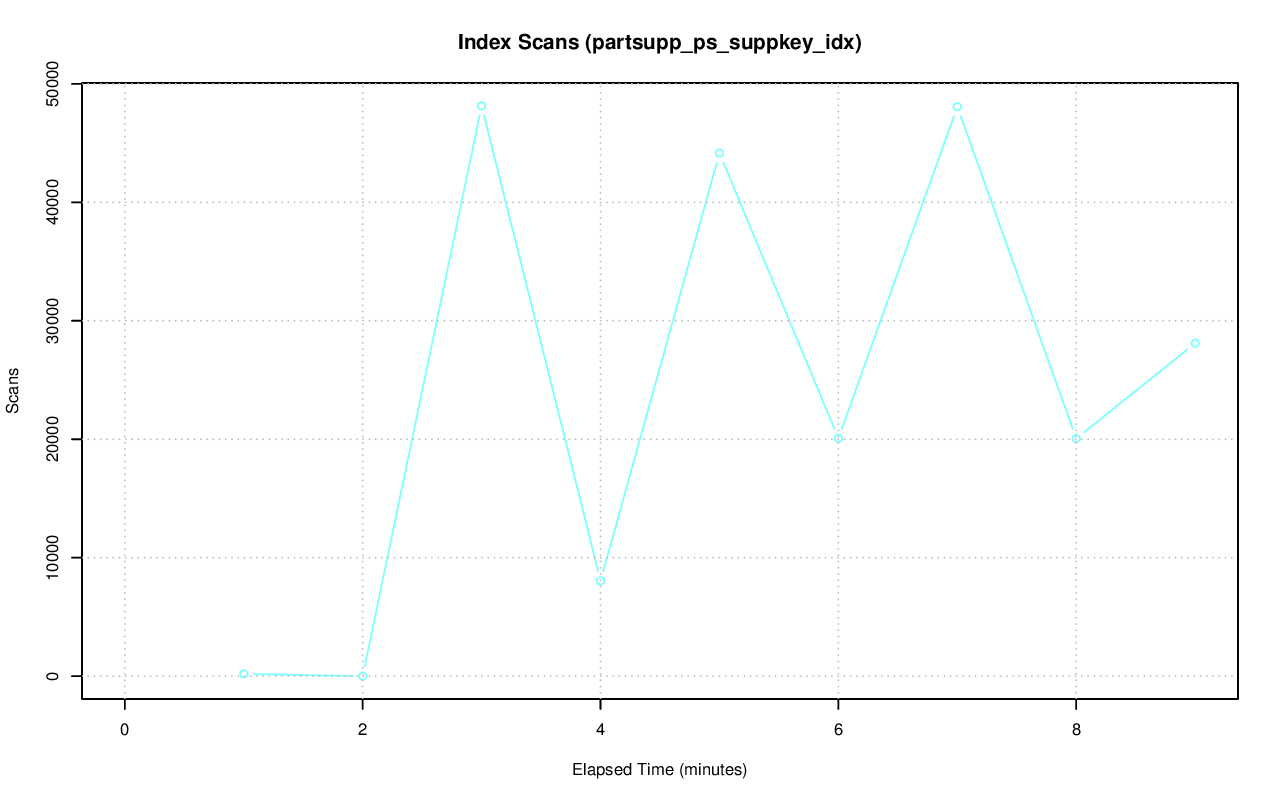 Index Scans (partsupp_ps_suppkey_idx)
50000
40000
30000
20000
10000
0
Scans
0 2 4 6 8
Elapsed Time (minutes)